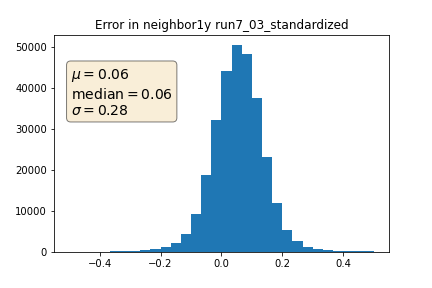 Error in neighbor1y run7_03_standardized
50000
40000
30000
20000
10000
0
μ = 0.06
median = 0.06
σ = 0.28
−0.4 −0.2 0.0 0.2 0.4